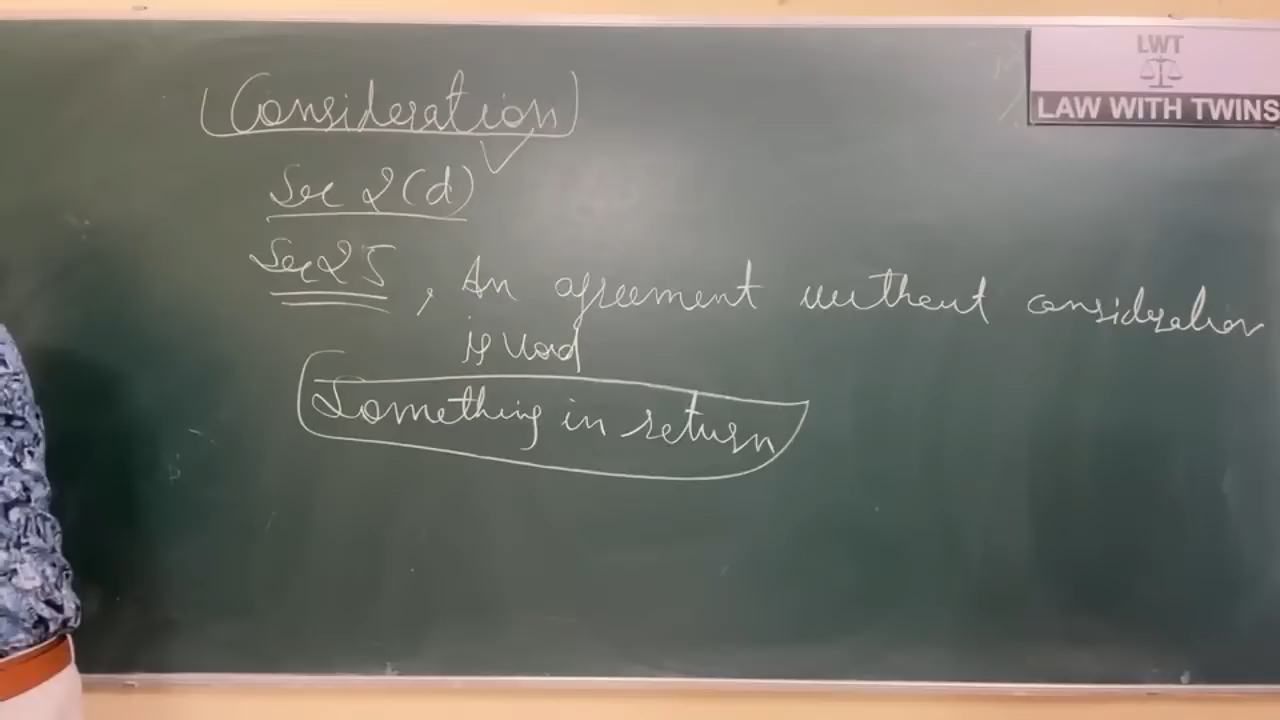 (Consideration)
Sec 2(d)
Sec 25, An agreement without consideration
is void
Something in return
LWT
LAW WITH TWINS